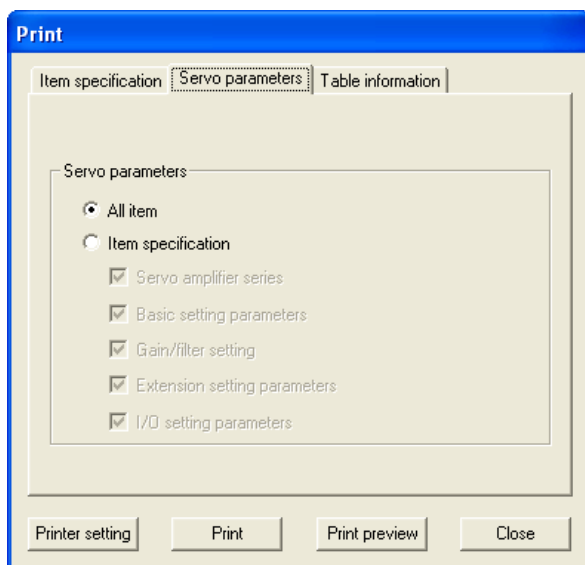 Print
Item specification Servo parameters Table information
Servo parameters
All item
Item specification
Servo amplifier series
Basic setting parameters
Gain/filter setting
Extension setting parameters
I/O setting parameters
Printer setting Print Print preview Close